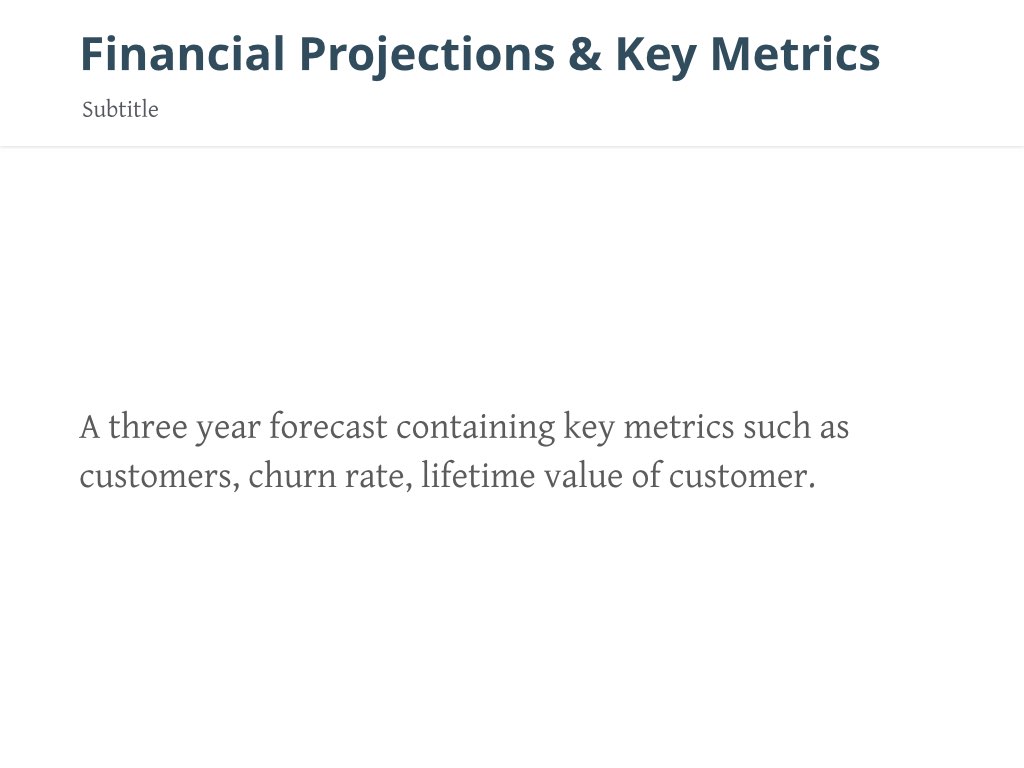 Financial Projections & Key Metrics
Subtitle
A three year forecast containing key metrics such as
customers, churn rate, lifetime value of customer.